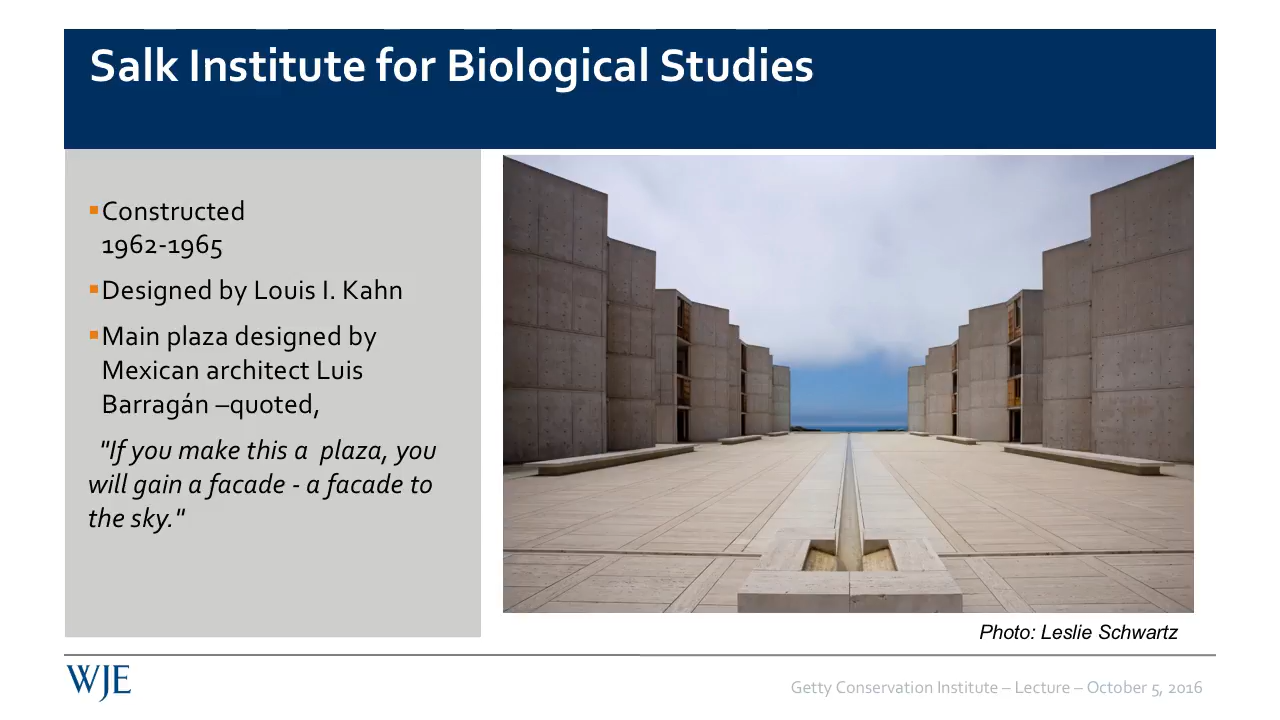 Salk Institute for Biological Studies
▪Constructed
1962-1965
▪Designed by Louis I. Kahn
▪Main plaza designed by
Mexican architect Luis
Barragán –quoted,
"If you make this a  plaza, you
will gain a facade - a facade to
the sky."
Photo: Leslie Schwartz
WJE
Getty Conservation Institute – Lecture – October 5, 2016